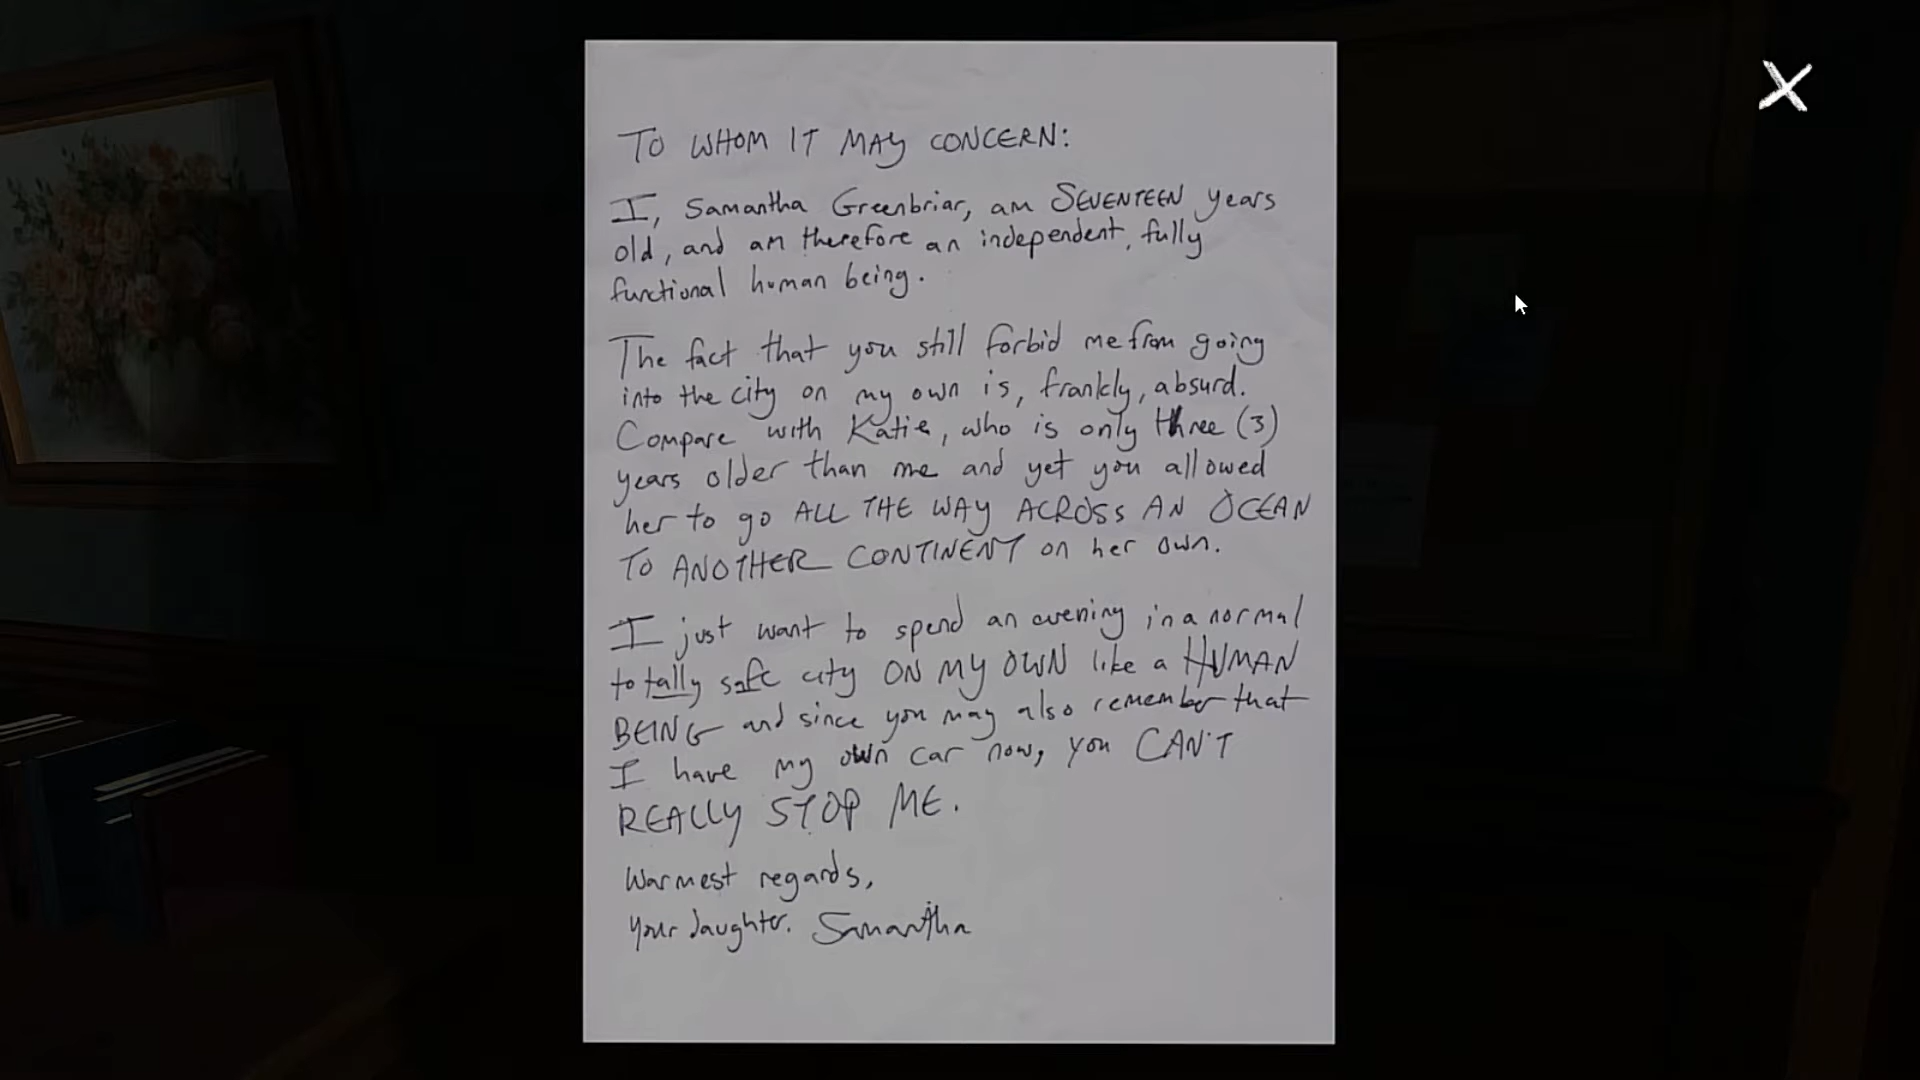 TO WHOM IT MAY CONCERN:
I, Samantha Greenbriar, am SEVENTEEN years
old, and am therefore an independent, fully
functional human being.
The fact that you still forbid me from going
into the city on my own is, frankly, absurd.
Compare with Katie, who is only three (3)
years older than me and yet you allowed
her to go ALL THE WAY ACROSS AN OCEAN
TO ANOTHER CONTINENT on her own.
I just want to spend an evening in a normal
totally safe city ON MY OWN like a HUMAN
BEING and since you may also remember that
I have my own car now, you CAN'T
REALLY STOP ME.
Warmest regards,
Your daughter. Samantha